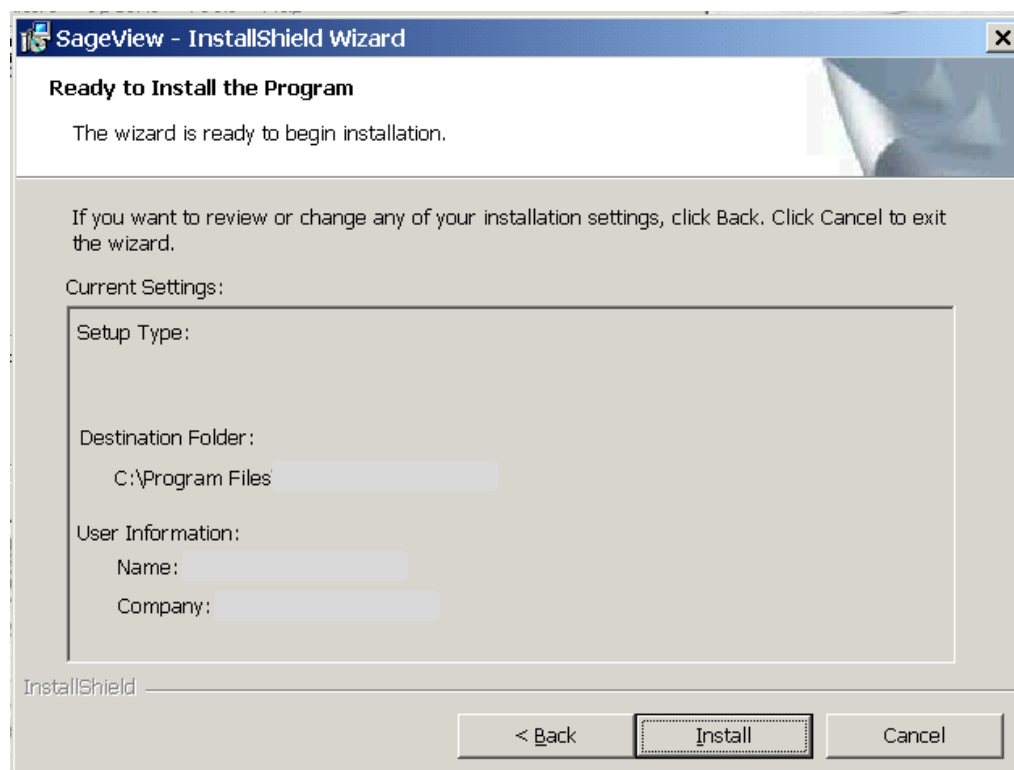 SageView - InstallShield Wizard
Ready to Install the Program
The wizard is ready to begin installation.
If you want to review or change any of your installation settings, click Back. Click Cancel to exit
the wizard.
Current Settings:
Setup Type:
Destination Folder:
C:\Program Files\
User Information:
Name:
Company:
InstallShield
< Back
Install
Cancel